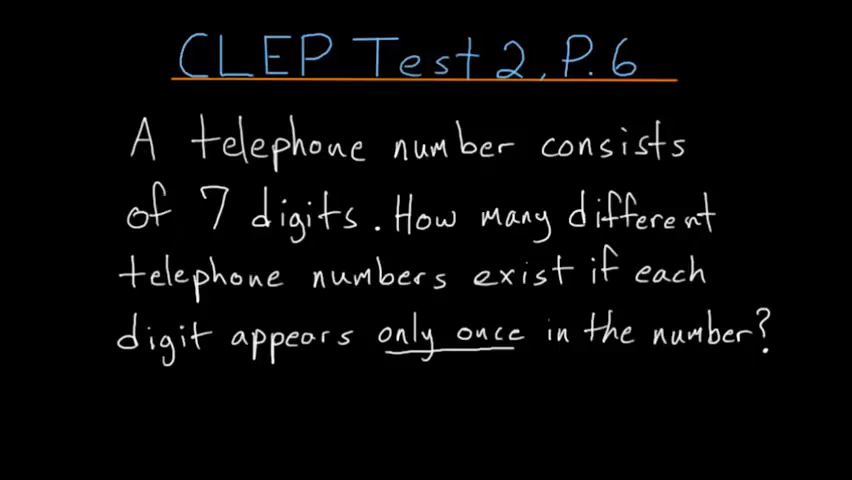 CLEP Test 2, P. 6
A telephone number consists
of 7 digits. How many different
telephone numbers exist if each
digit appears only once in the number?